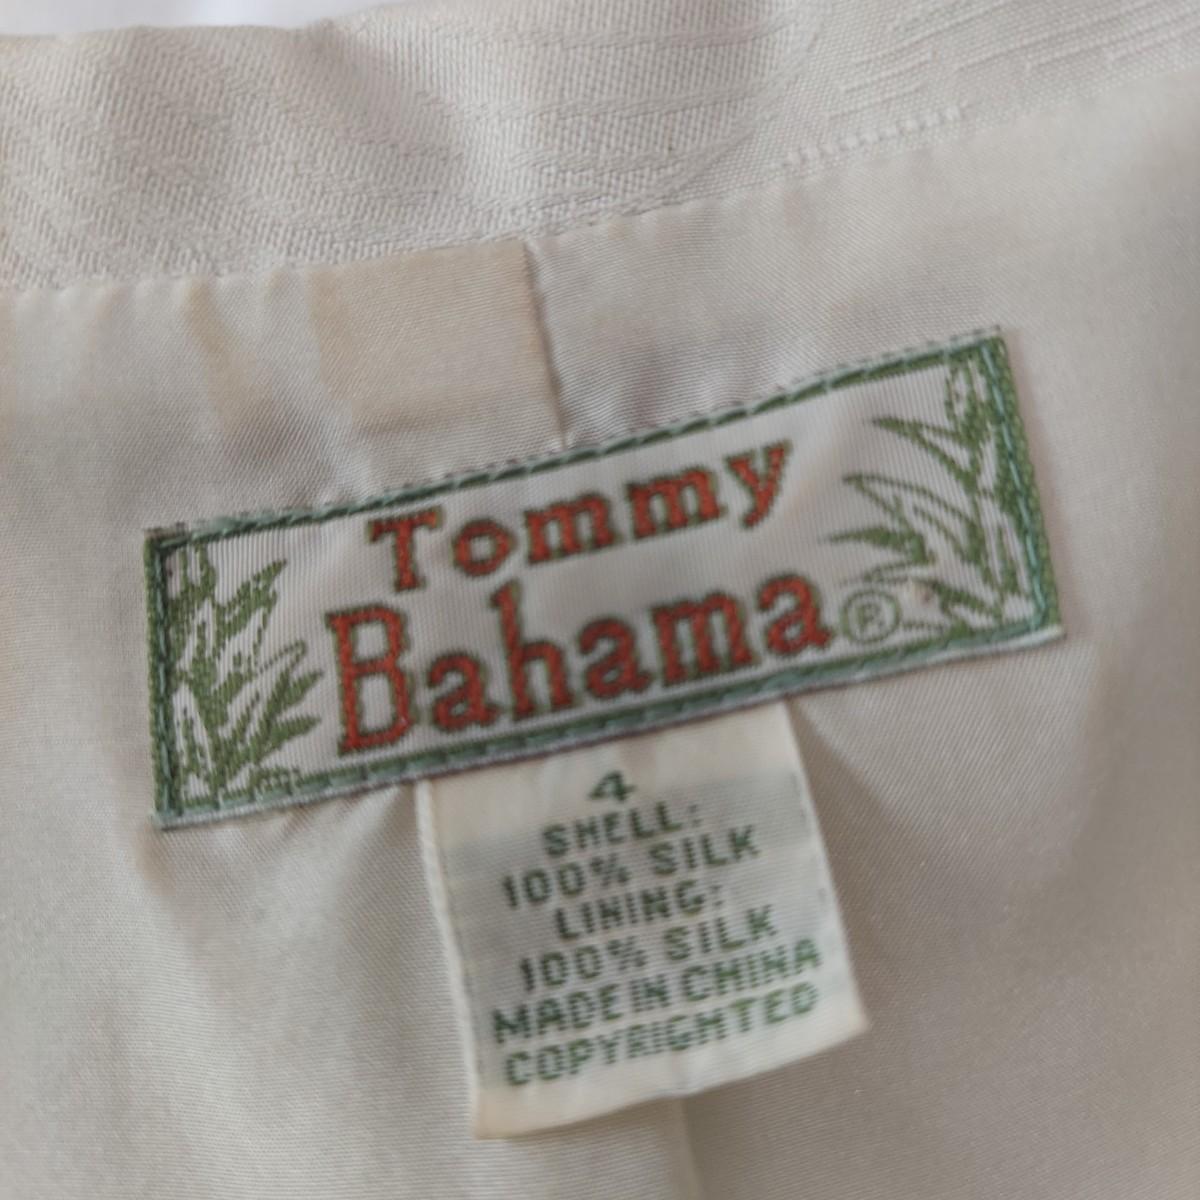 Tommy
Bahama®
4
SHELL:
100% SILK
LINING:
100% SILK
MADE IN CHINA
COPYRIGHTED